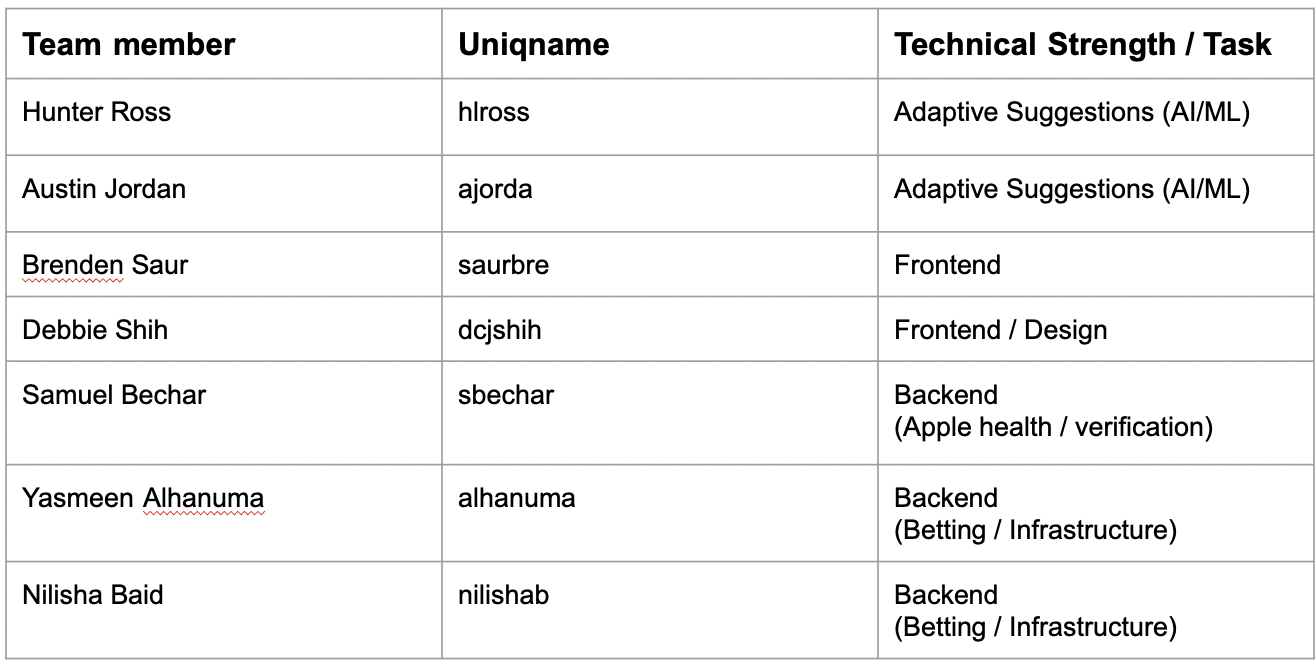 Team member Uniqname Technical Strength / Task
Hunter Ross hlross Adaptive Suggestions (AI/ML)
Austin Jordan ajorda Adaptive Suggestions (AI/ML)
Brenden Saur saurbre Frontend
Debbie Shih dcjshih Frontend / Design
Samuel Bechar sbechar Backend
(Apple health / verification)
Yasmeen Alhanuma alhanuma Backend
(Betting / Infrastructure)
Nilisha Baid nilishab Backend
(Betting / Infrastructure)